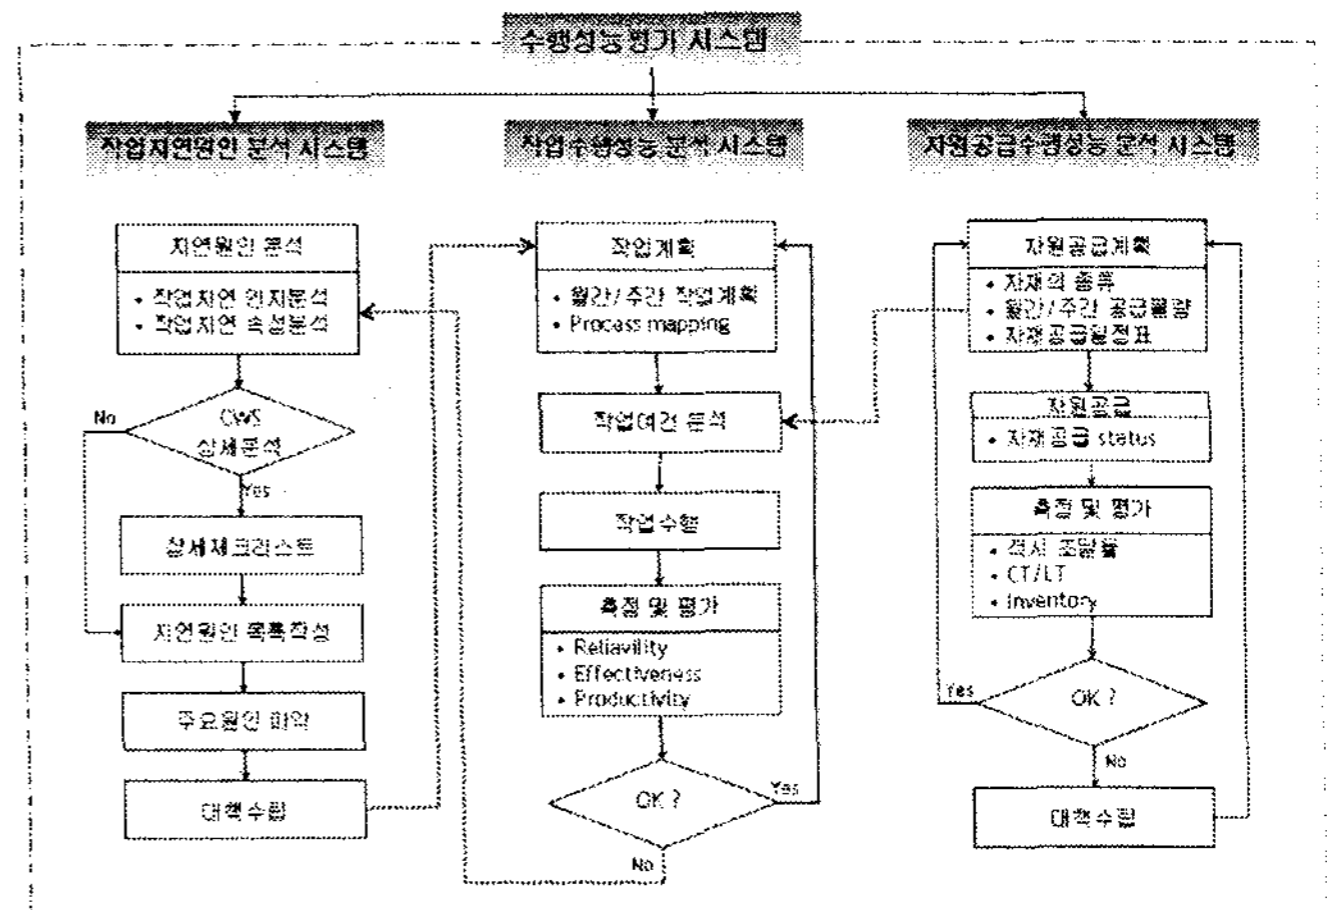 수행성능평가 시스템
작업지연원인 분석 시스템
작업수행성능 분석 시스템
자원공급수행성능 분석 시스템
지연원인 분석
• 작업지연 인지분석
• 작업지연 속성분석
No
CWS
상세분석
Yes
상세체크리스트
지연원인 목록작성
주요원인 파악
대책수립
작업계획
• 월간/주간 작업계획
• Process mapping
작업여건 분석
작업수행
측정 및 평가
• Reliavility
• Effectiveness
• Productivity
OK ?
Yes
No
자원공급계획
• 자재의 종류
• 월간/주간 공급물량
• 자재공급일정표
자원공급
• 자재공급 status
측정 및 평가
• 적시 조달율
• CT/LT
• Inventory
Yes
OK ?
No
대책수립